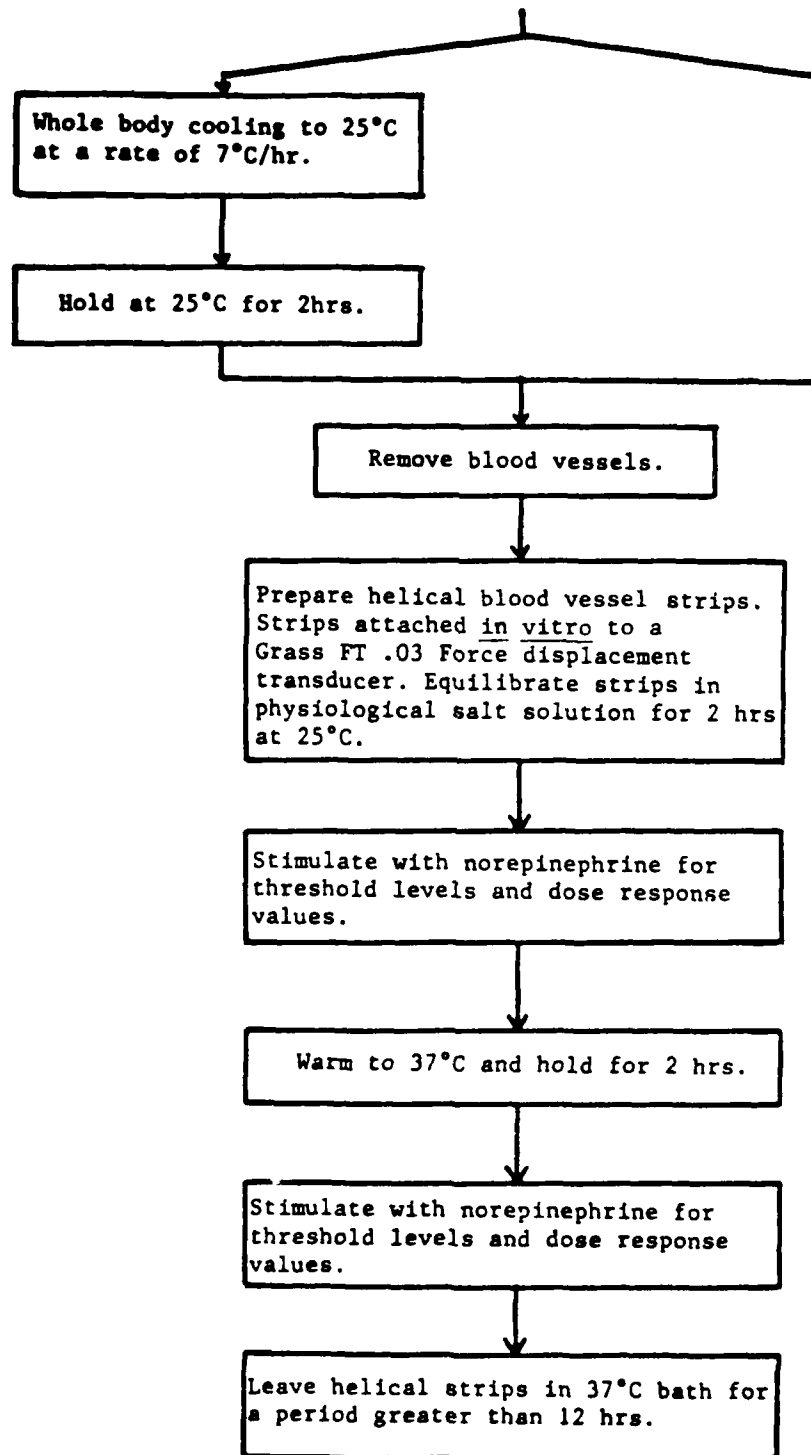 Whole body cooling to 25°C
at a rate of 7°C/hr.
Hold at 25°C for 2hrs.
Remove blood vessels.
Prepare helical blood vessel strips.
Strips attached in vitro to a
Grass FT .03 Force displacement
transducer. Equilibrate strips in
physiological salt solution for 2 hrs
at 25°C.
Stimulate with norepinephrine for
threshold levels and dose response
values.
Warm to 37°C and hold for 2 hrs.
Stimulate with norepinephrine for
threshold levels and dose response
values.
Leave helical strips in 37°C bath for
a period greater than 12 hrs.